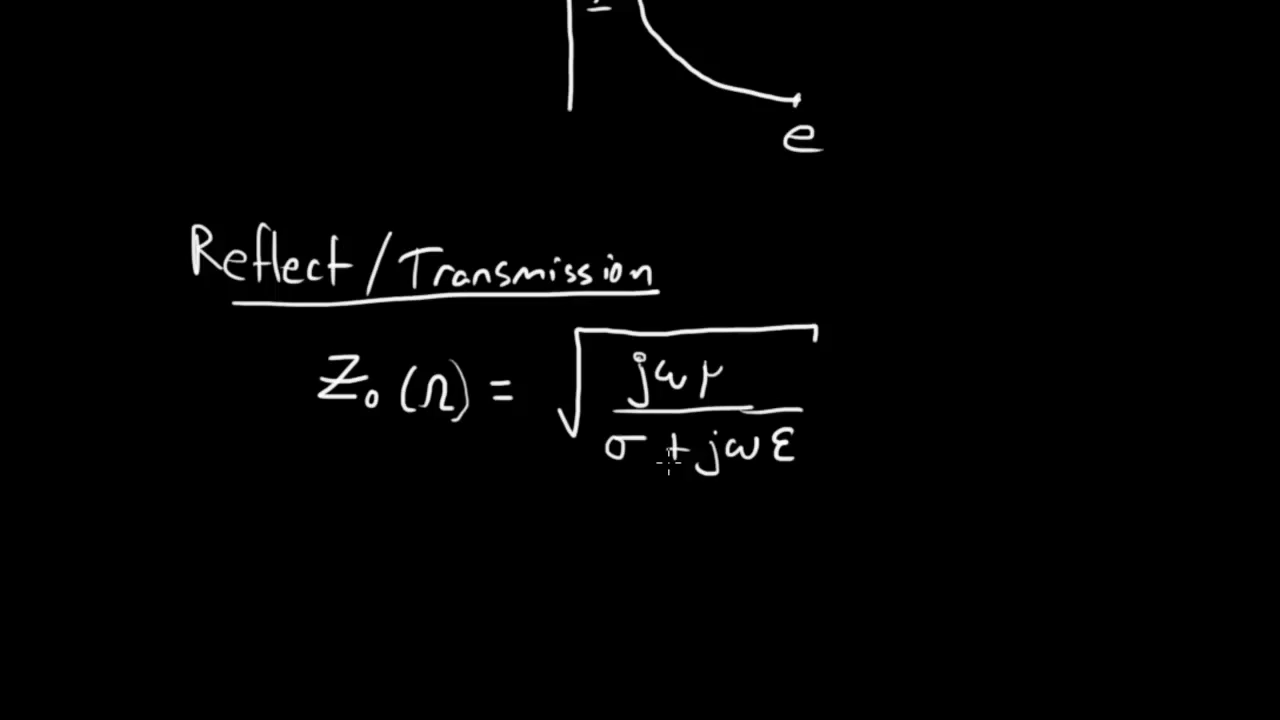 e
Reflect/Transmission
Z₀ (Ω) = √(jωμ / (σ + jωε))